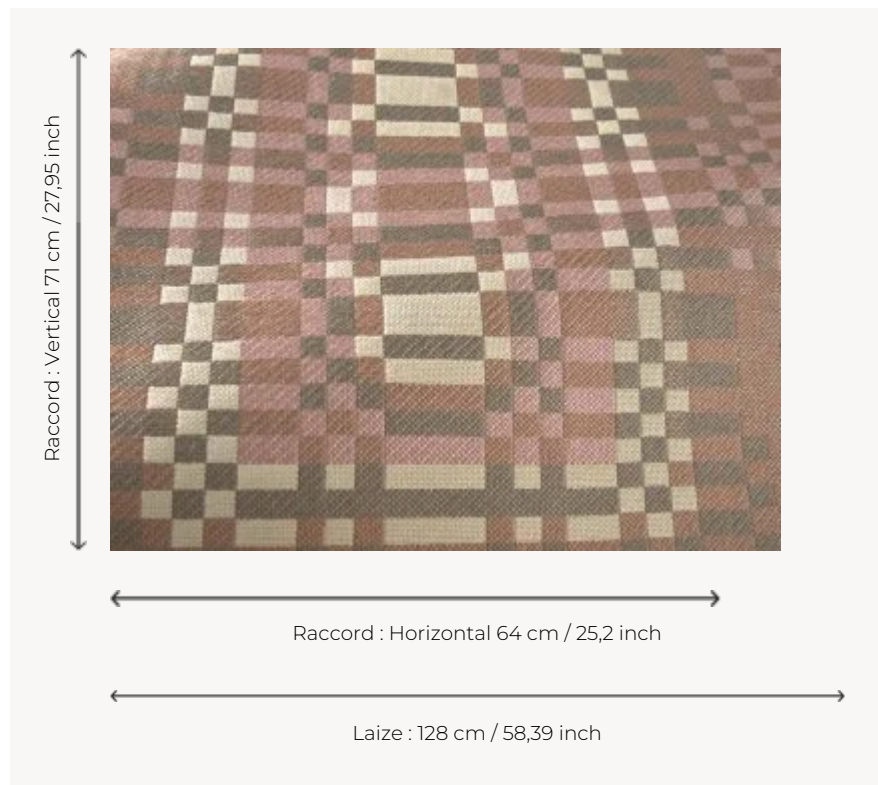 Raccord : Vertical 71 cm / 27,95 inch
Raccord : Horizontal 64 cm / 25,2 inch
Laize : 128 cm / 58,39 inch